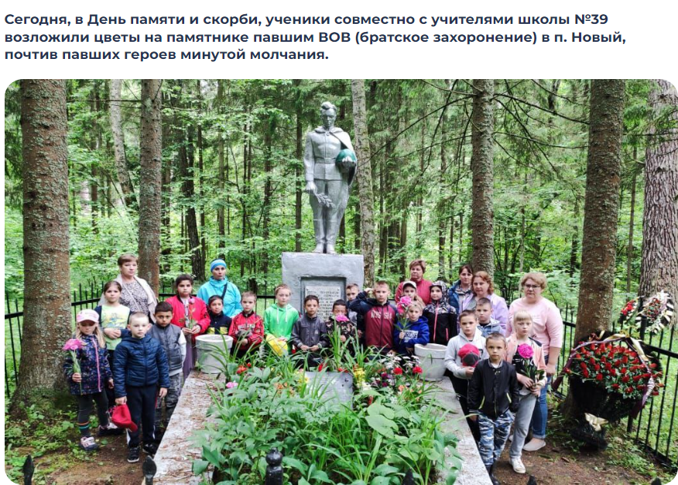 Сегодня, в День памяти и скорби, ученики совместно с учителями школы №39
возложили цветы на памятнике павшим ВОВ (братское захоронение) в п. Новый,
почтив павших героев минутой молчания.